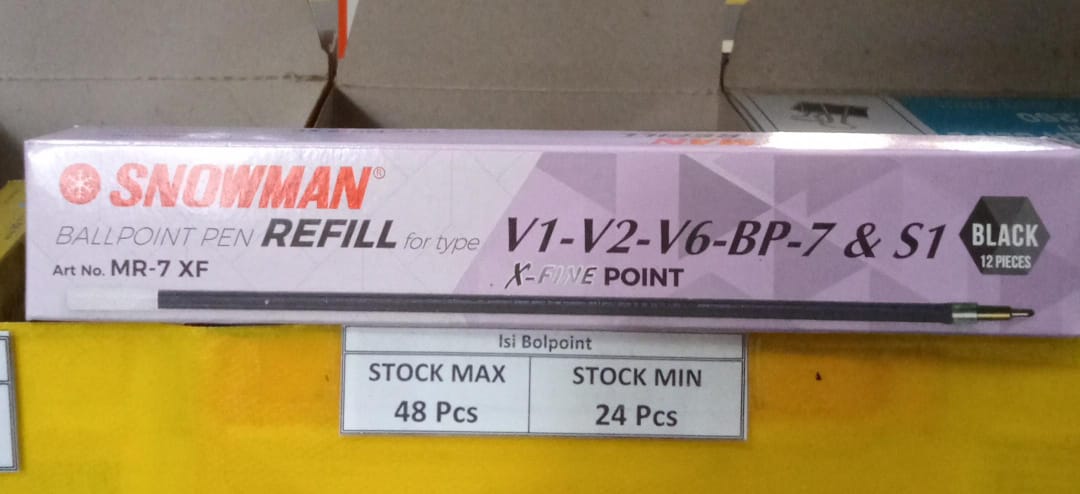 SNOWMAN®
BALLPOINT PEN REFILL for type V1-V2-V6-BP-7 & S1
Art No. MR-7 XF
X-FINE POINT
BLACK
12 PIECES
Isi Bolpoint
STOCK MAX
STOCK MIN
48 Pcs
24 Pcs